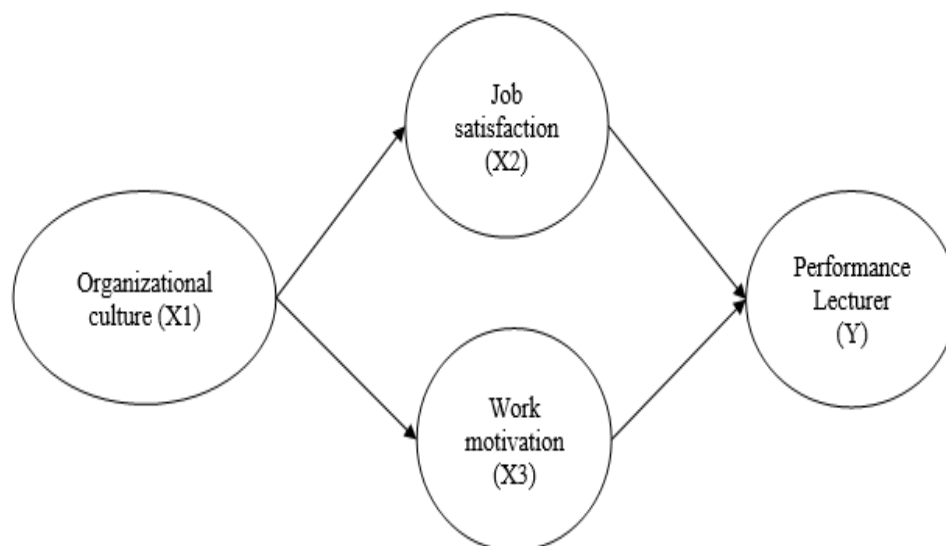 Job
satisfaction
(X2)
Organizational
culture (X1)
Performance
Lecturer
(Y)
Work
motivation
(X3)